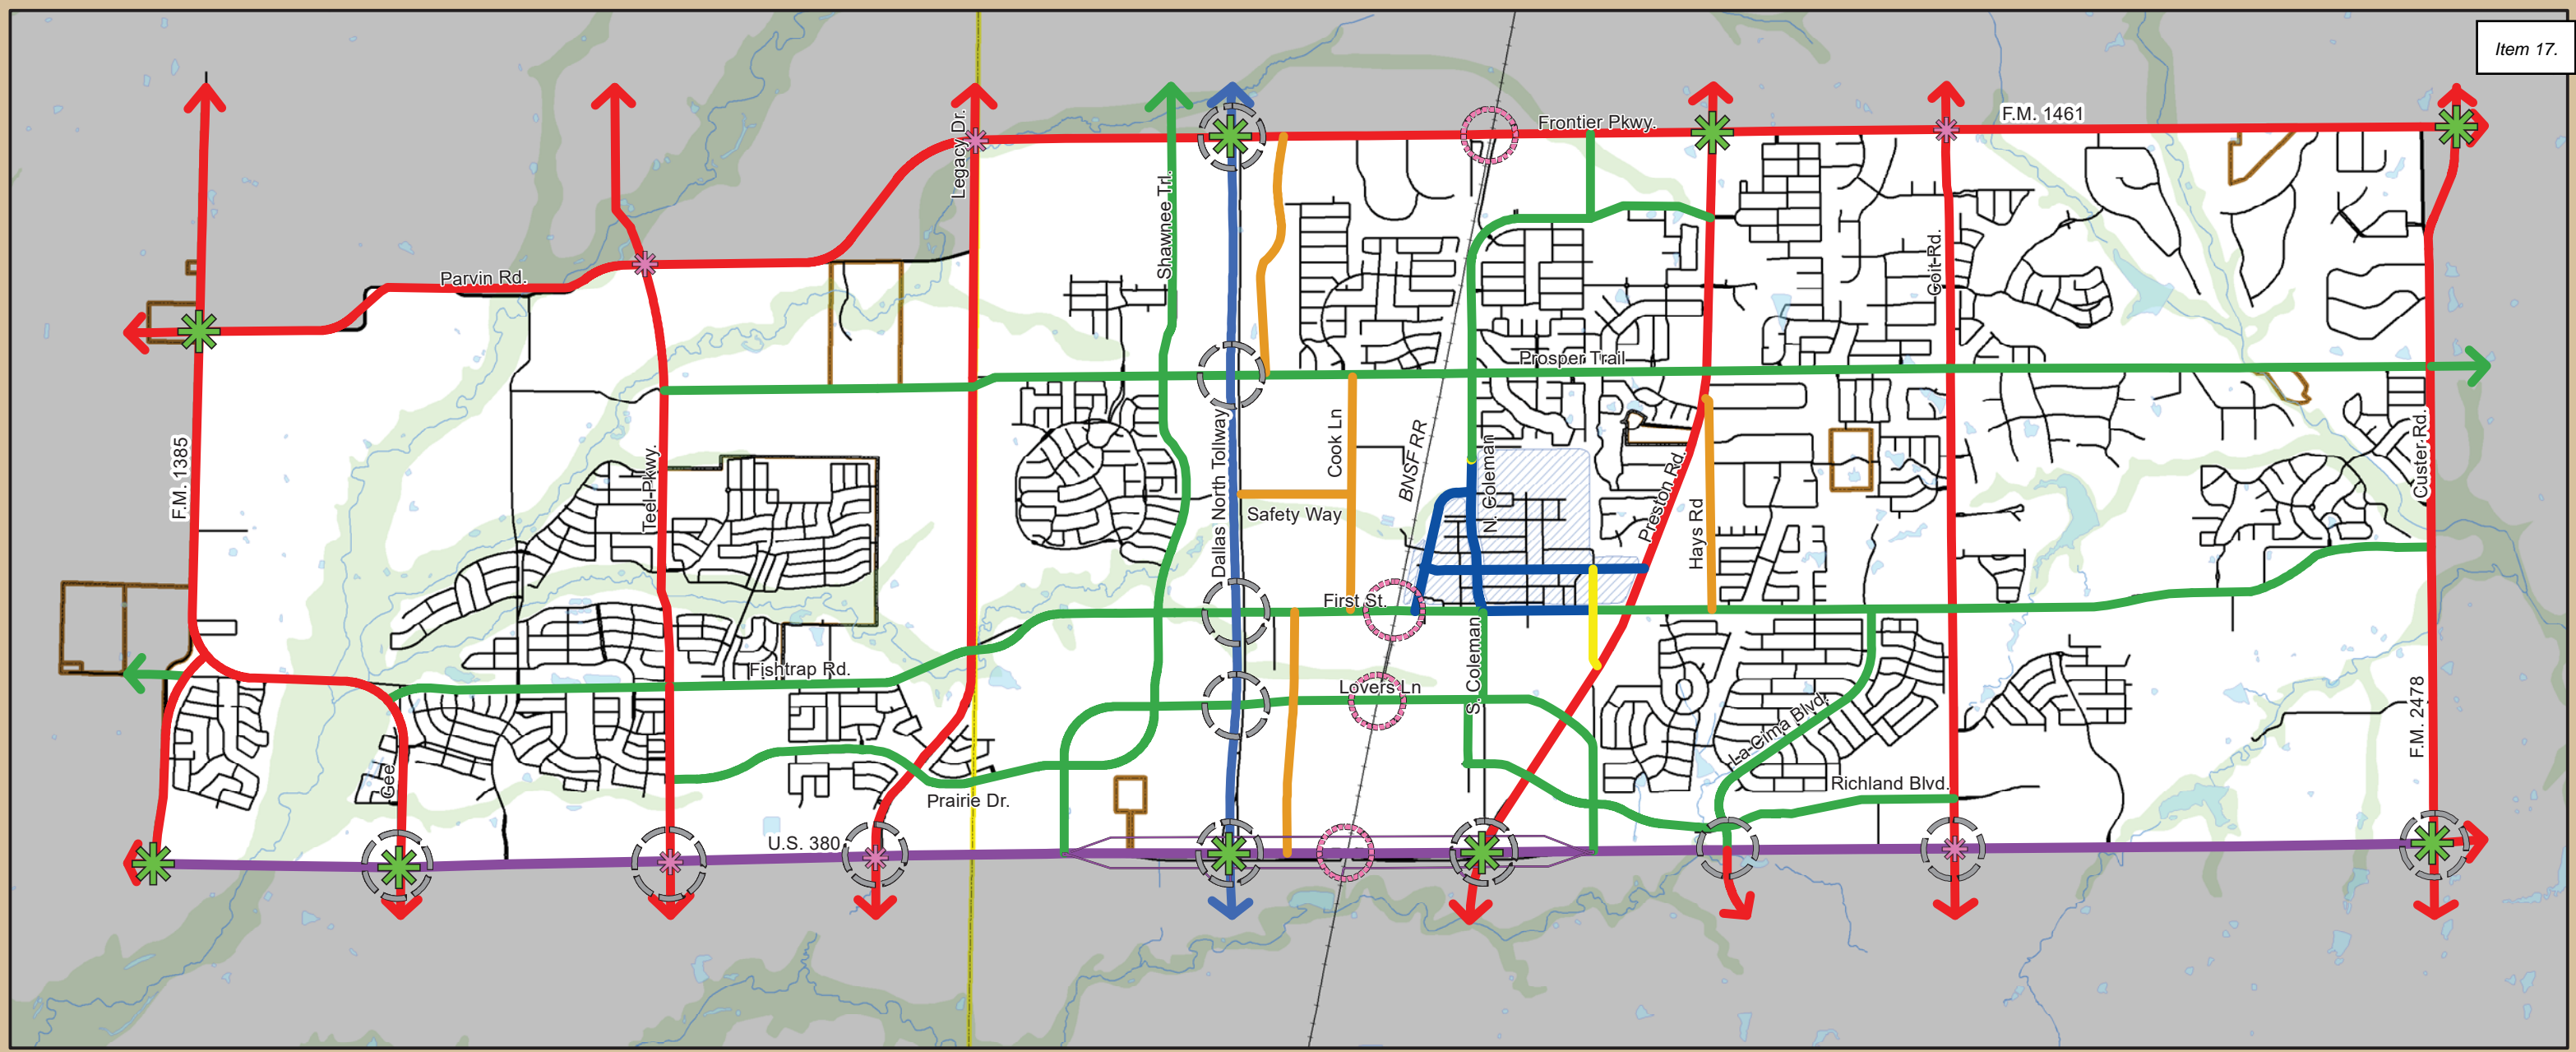 Item 17.
F.M. 1461
Frontier Pkwy.
Legacy Dr.
Shawnee Trl.
Coit Rd.
Parvin Rd.
Prosper Trail
Dallas North Tollway
Cook Ln
BNSF RR
N. Coleman
Preston Rd.
Hays Rd
Custer Rd.
F.M. 1385
Teel Pkwy.
Safety Way
First St.
Fishtrap Rd.
Lovers Ln
S. Coleman
La Cima Blvd.
F.M. 2478
Gee
Prairie Dr.
Richland Blvd.
U.S. 380